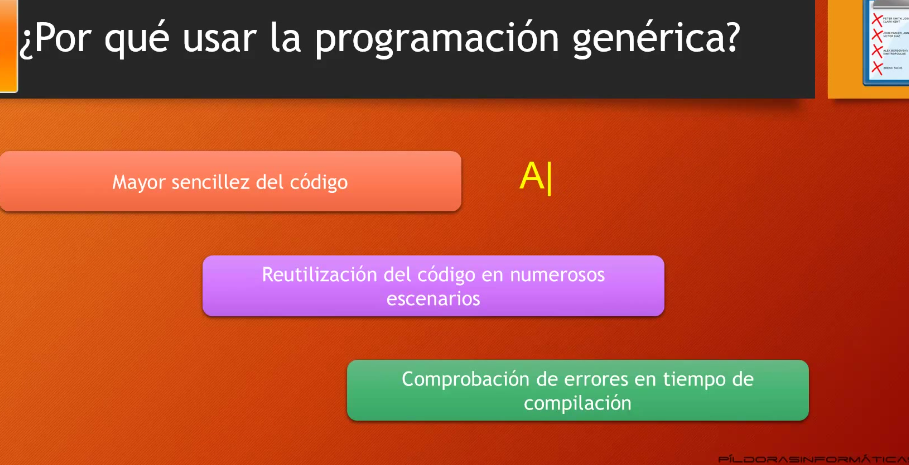 ¿Por qué usar la programación genérica?
Mayor sencillez del código
A|
Reutilización del código en numerosos
escenarios
Comprobación de errores en tiempo de
compilación
PÍLDORASINFORMÁTICAS